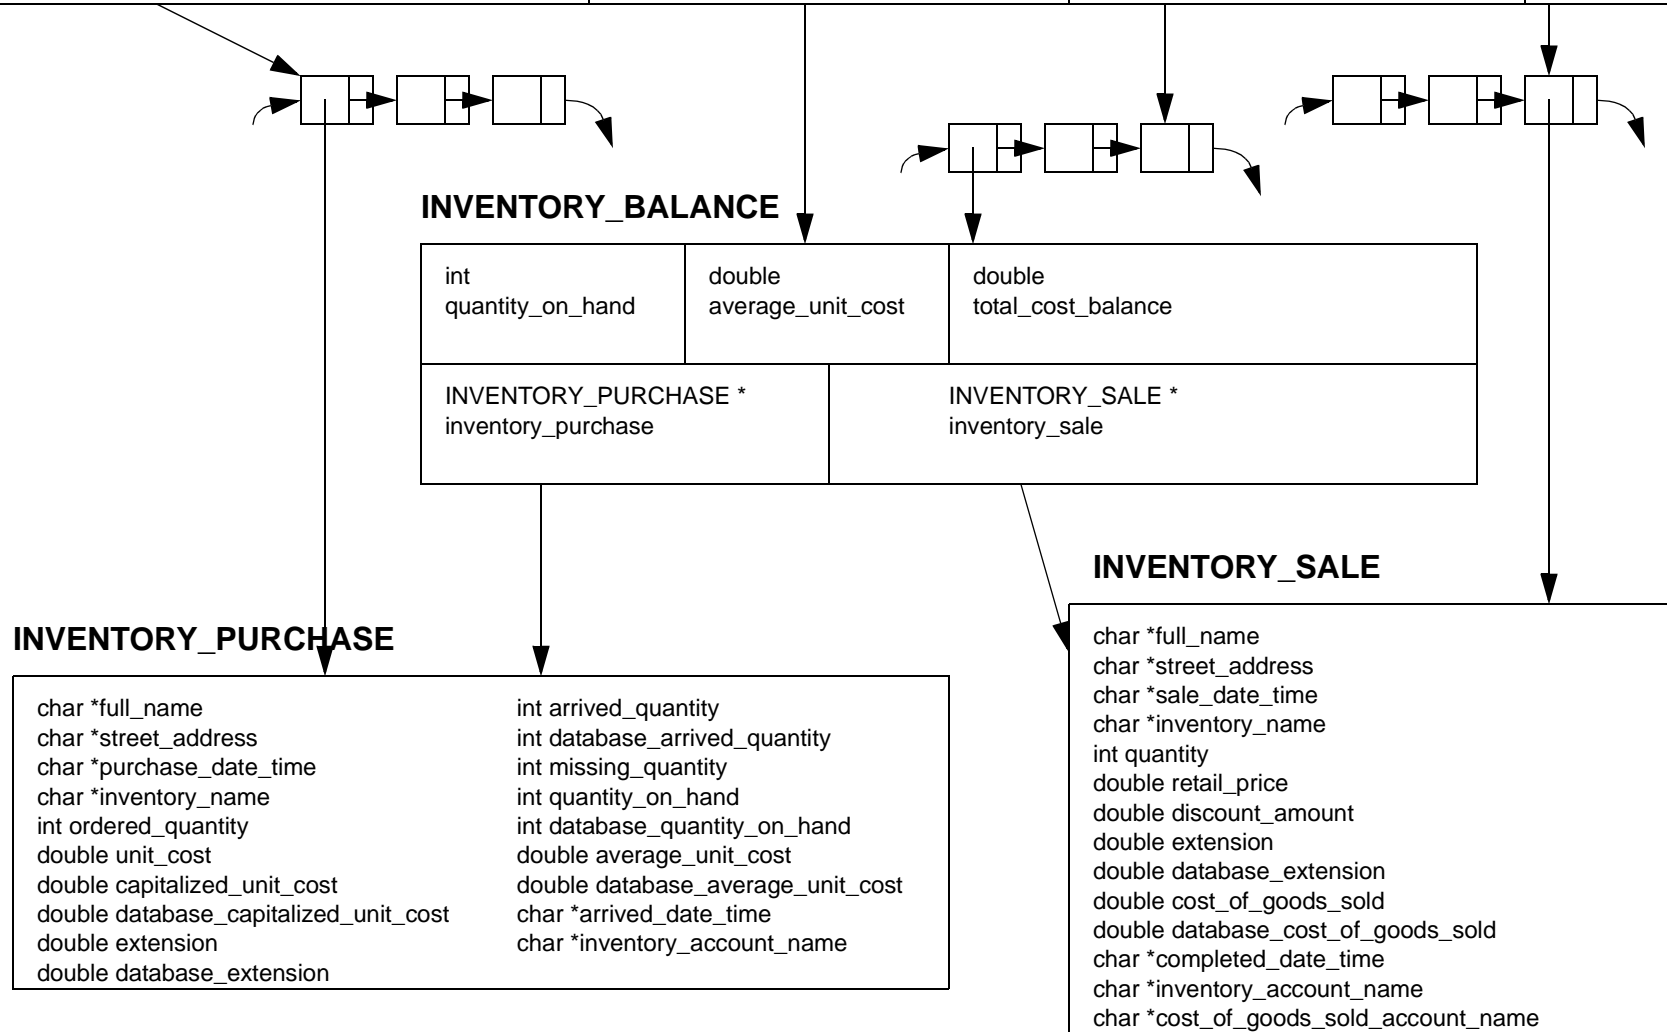 INVENTORY_BALANCE
int
quantity_on_hand
double
average_unit_cost
double
total_cost_balance
INVENTORY_PURCHASE *
inventory_purchase
INVENTORY_SALE *
inventory_sale
INVENTORY_PURCHASE
char *full_name
char *street_address
char *purchase_date_time
char *inventory_name
int ordered_quantity
double unit_cost
double capitalized_unit_cost
double database_capitalized_unit_cost
double extension
double database_extension
int arrived_quantity
int database_arrived_quantity
int missing_quantity
int quantity_on_hand
int database_quantity_on_hand
double average_unit_cost
double database_average_unit_cost
char *arrived_date_time
char *inventory_account_name
INVENTORY_SALE
char *full_name
char *street_address
char *sale_date_time
char *inventory_name
int quantity
double retail_price
double discount_amount
double extension
double database_extension
double cost_of_goods_sold
double database_cost_of_goods_sold
char *completed_date_time
char *inventory_account_name
char *cost_of_goods_sold_account_name